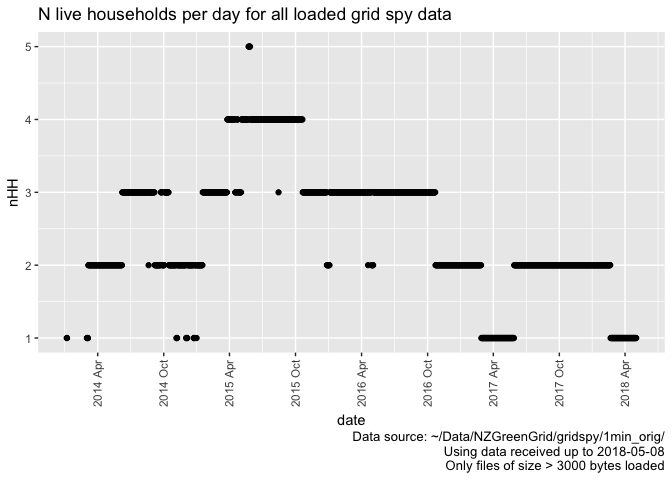 N live households per day for all loaded grid spy data
nHH
5
4
3
2
1
2014 Apr
2014 Oct
2015 Apr
2015 Oct
2016 Apr
2016 Oct
2017 Apr
2017 Oct
2018 Apr
date
Data source: ~/Data/NZGreenGrid/gridspy/1min_orig/
Using data received up to 2018-05-08
Only files of size > 3000 bytes loaded